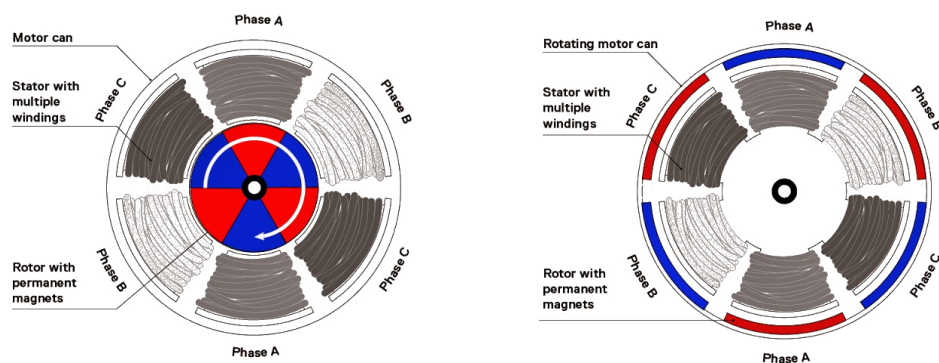 Phase A
Motor can
Stator with
multiple
windings
Phase C
Phase B
Rotor with
permanent
magnets
Phase B
Phase C
Phase A
Phase A
Rotating motor can
Stator with
multiple
windings
Phase C
Phase B
Rotor with
permanent
magnets
Phase B
Phase C
Phase A